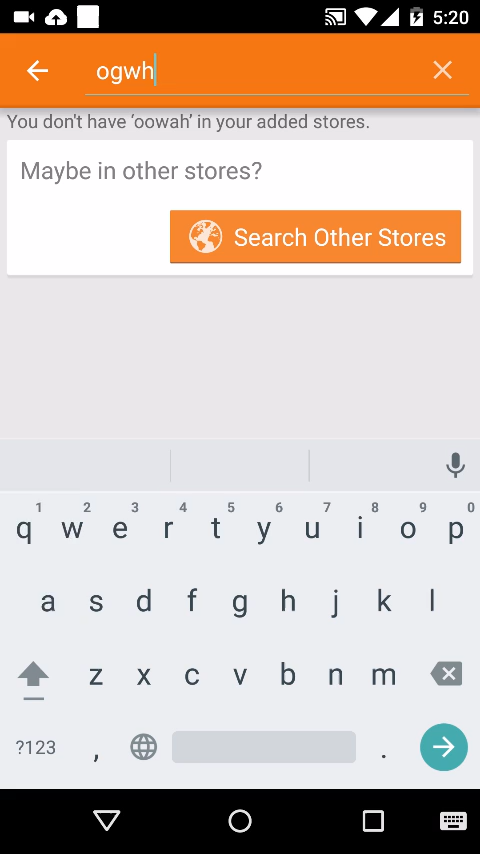 5:20
ogwh
You don't have ‘oowah’ in your added stores.
Maybe in other stores?
Search Other Stores
1 2 3 4 5 6 7 8 9 0
q w e r t y u i o p
a s d f g h j k l
z x c v b n m
?123 , .